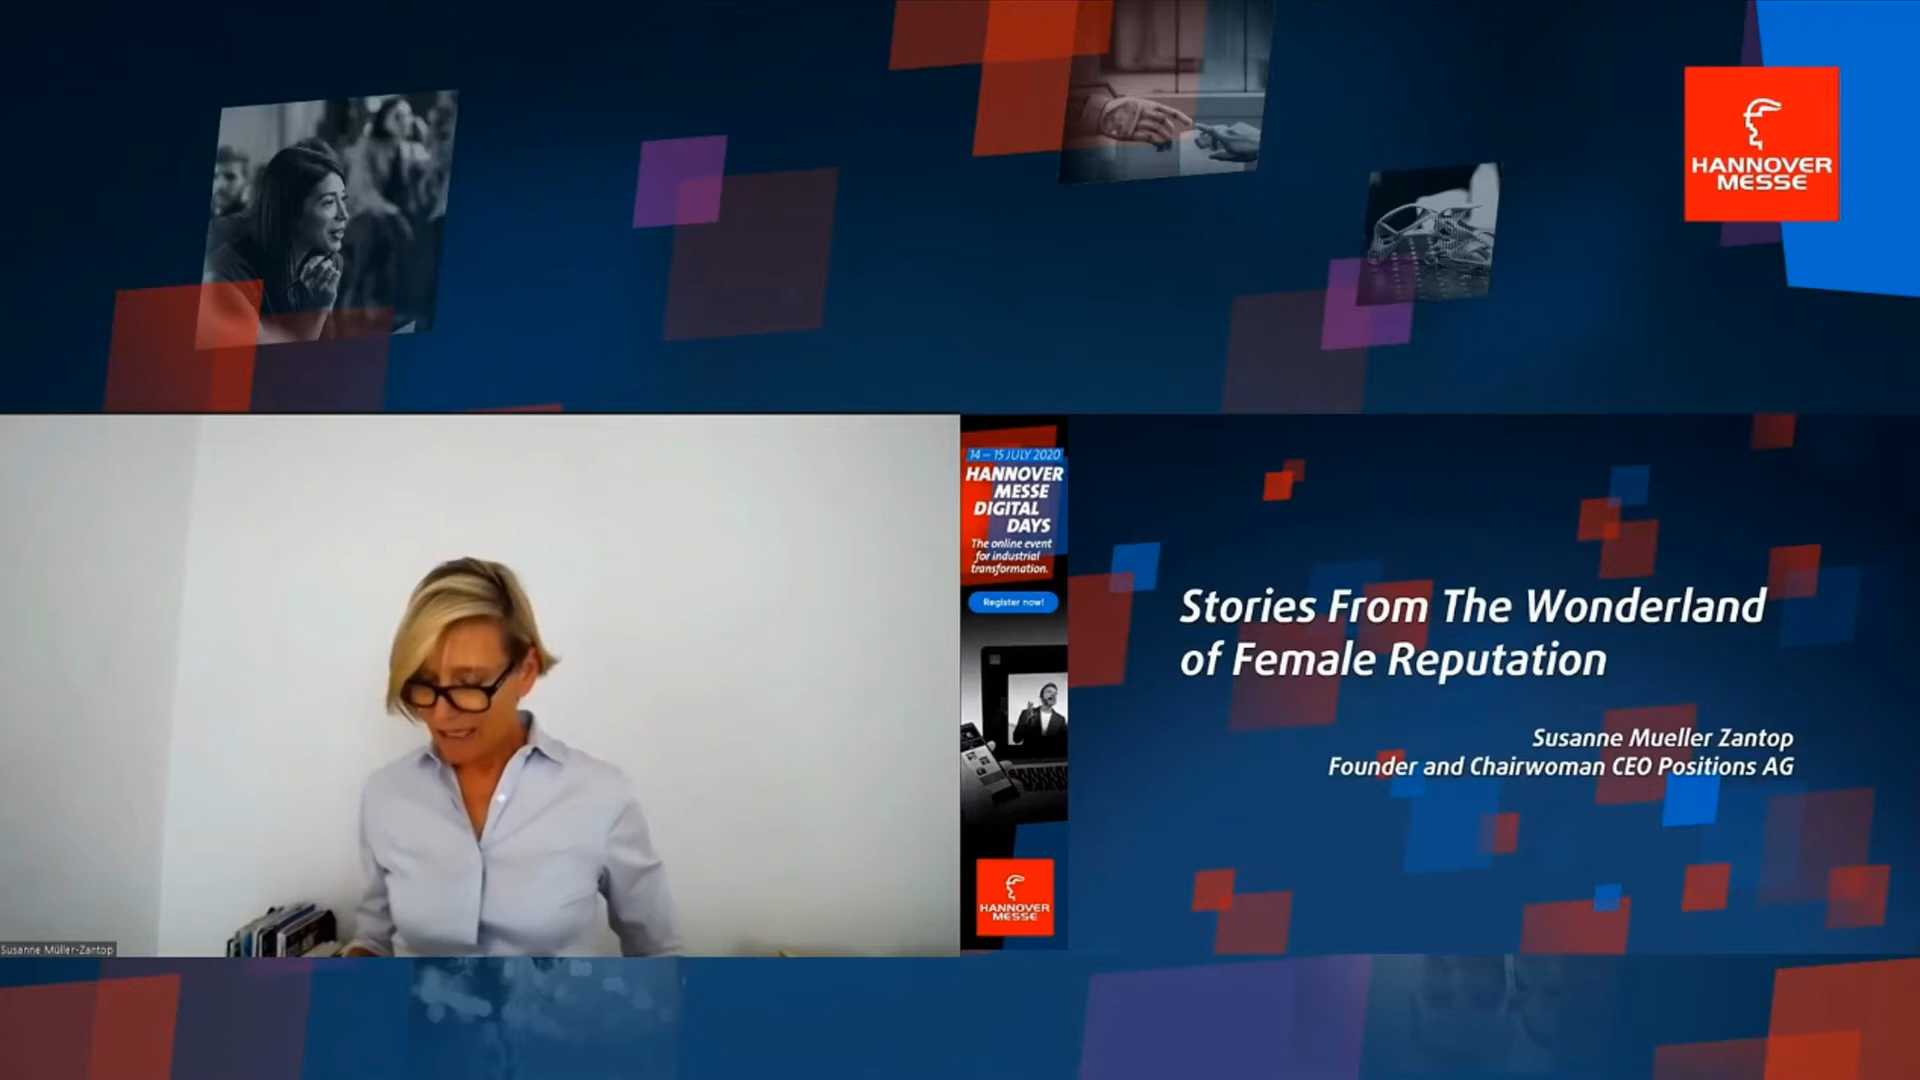 HANNOVER
MESSE
14 – 15 JULY 2020
HANNOVER
MESSE
DIGITAL
DAYS
The online event
for industrial
transformation.
Register now!
HANNOVER
MESSE
Stories From The Wonderland
of Female Reputation
Susanne Mueller Zantop
Founder and Chairwoman CEO Positions AG
Susanne Müller-Zantop